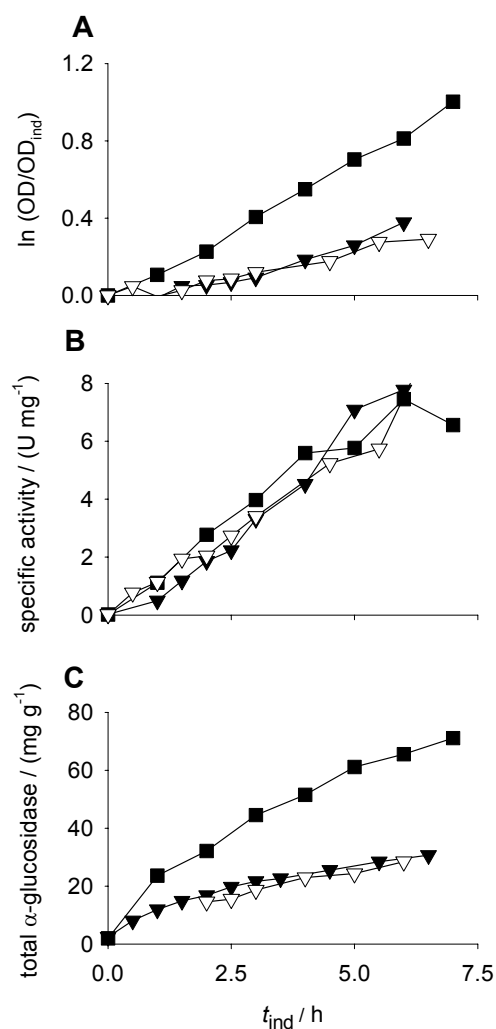 A
1.2
0.8
0.4
0.0
ln (OD/OD_ind)
B
8
6
4
2
0
specific activity / (U mg⁻¹)
C
80
60
40
20
0
total α-glucosidase / (mg g⁻¹)
0.0 2.5 5.0 7.5
t_ind / h